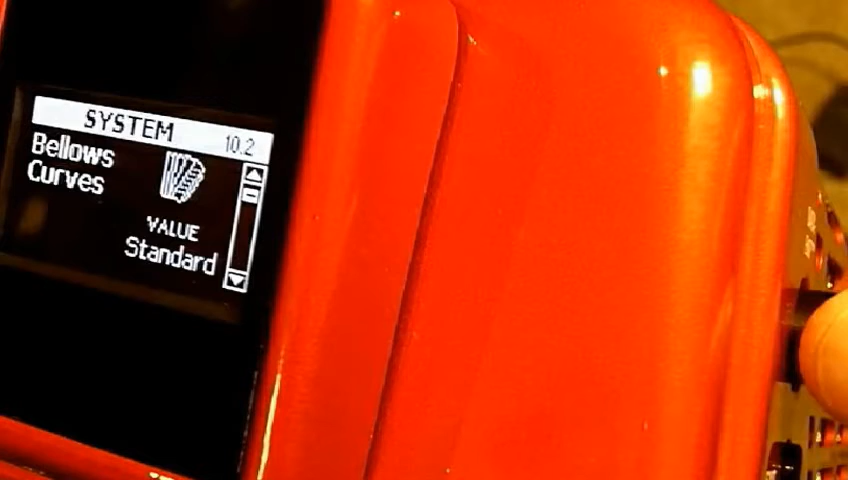 SYSTEM 10.2
Bellows
Curves
VALUE
Standard